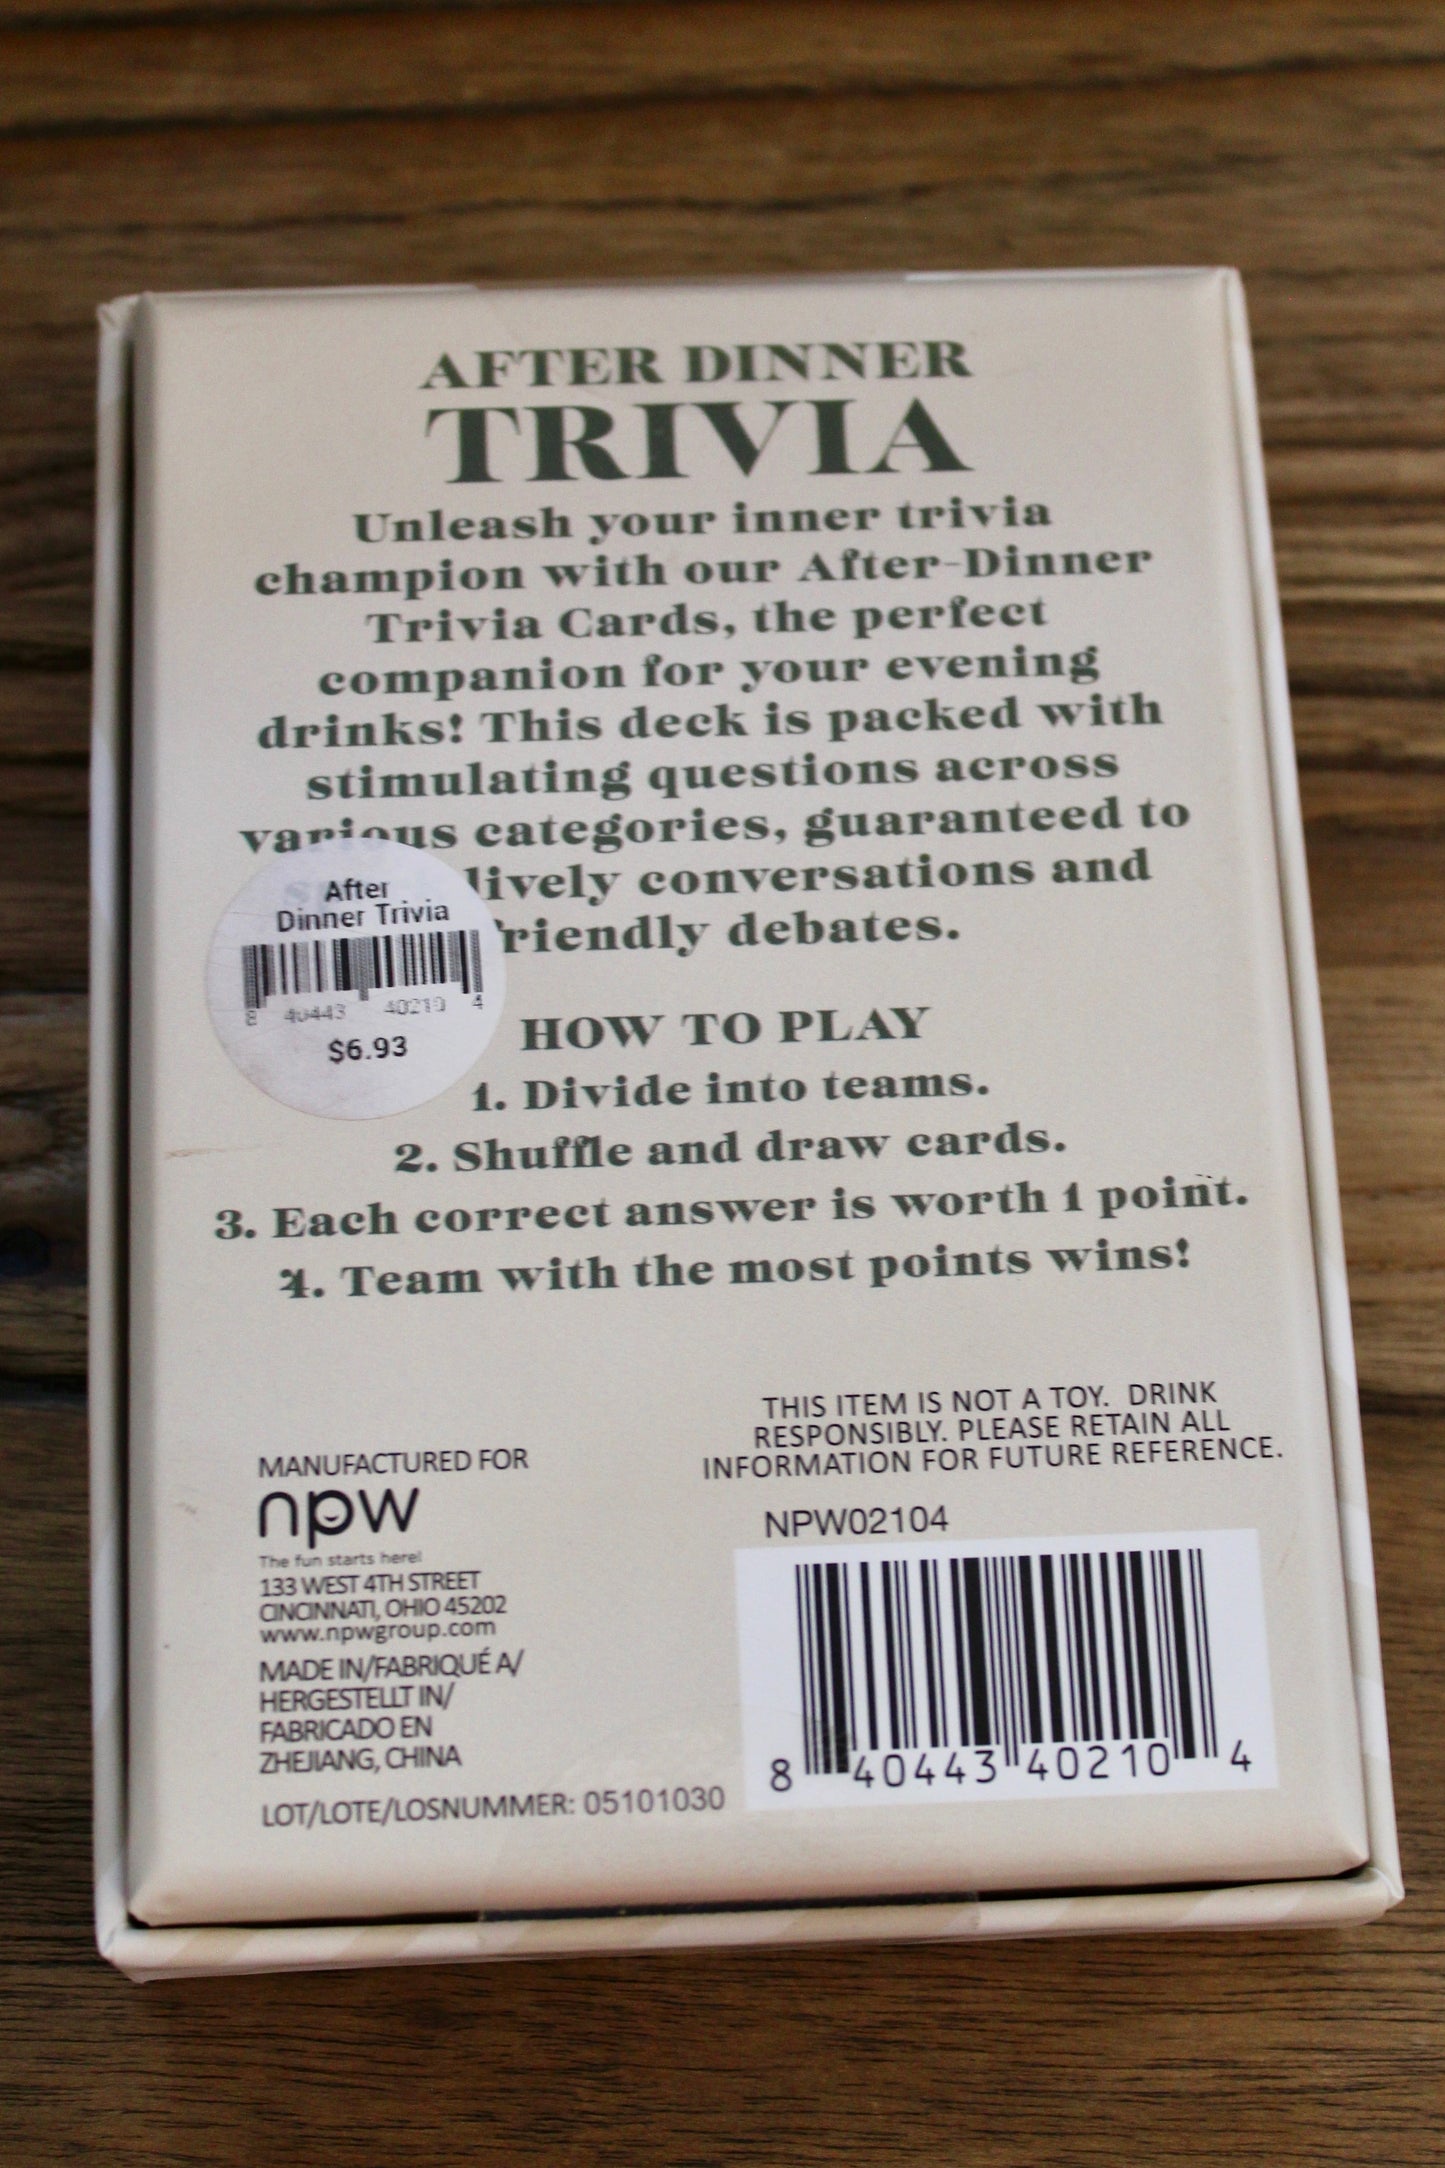 AFTER DINNER
TRIVIA
Unleash your inner trivia
champion with our After-Dinner
Trivia Cards, the perfect
companion for your evening
drinks! This deck is packed with
stimulating questions across
various categories, guaranteed to
lively conversations and
friendly debates.
After
Dinner Trivia
8 40443 40210 4
$6.93
HOW TO PLAY
1. Divide into teams.
2. Shuffle and draw cards.
3. Each correct answer is worth 1 point.
4. Team with the most points wins!
THIS ITEM IS NOT A TOY. DRINK
RESPONSIBLY. PLEASE RETAIN ALL
INFORMATION FOR FUTURE REFERENCE.
MANUFACTURED FOR
npw
The fun starts here!
133 WEST 4TH STREET
CINCINNATI, OHIO 45202
www.npwgroup.com
MADE IN/FABRIQUÉ A/
HERGESTELLT IN/
FABRICADO EN
ZHEJIANG, CHINA
LOT/LOTE/LOSNUMMER: 05101030
NPW02104
8 40443 40210 4